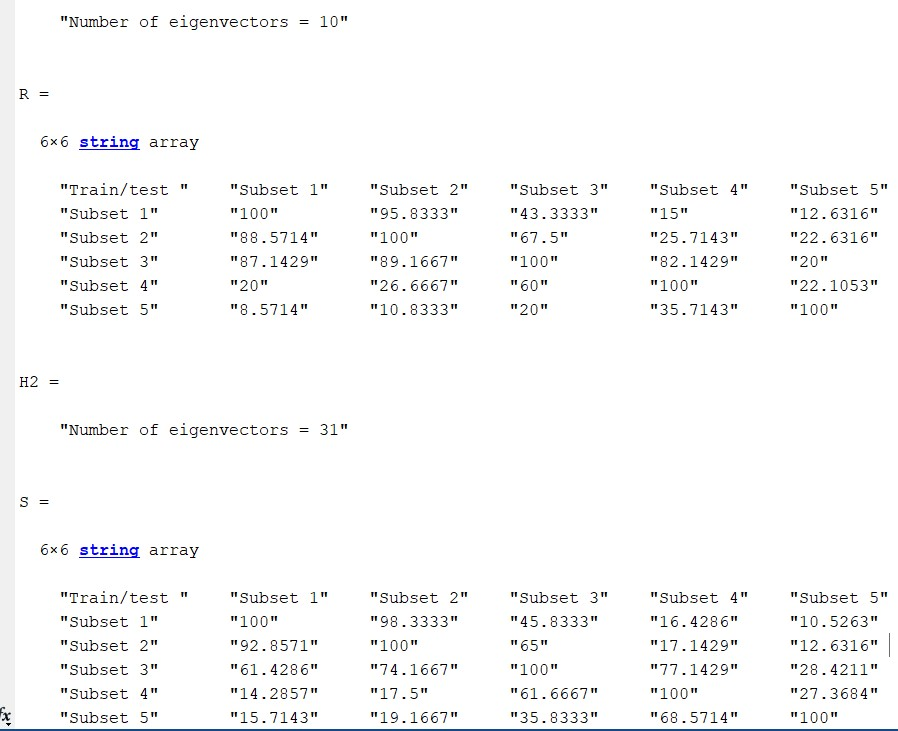 "Number of eigenvectors = 10"
R =
6×6 string array
"Train/test " "Subset 1" "Subset 2" "Subset 3" "Subset 4" "Subset 5"
"Subset 1" "100" "95.8333" "43.3333" "15" "12.6316"
"Subset 2" "88.5714" "100" "67.5" "25.7143" "22.6316"
"Subset 3" "87.1429" "89.1667" "100" "82.1429" "20"
"Subset 4" "20" "26.6667" "60" "100" "22.1053"
"Subset 5" "8.5714" "10.8333" "20" "35.7143" "100"
H2 =
"Number of eigenvectors = 31"
S =
6×6 string array
"Train/test " "Subset 1" "Subset 2" "Subset 3" "Subset 4" "Subset 5"
"Subset 1" "100" "98.3333" "45.8333" "16.4286" "10.5263"
"Subset 2" "92.8571" "100" "65" "17.1429" "12.6316"
"Subset 3" "61.4286" "74.1667" "100" "77.1429" "28.4211"
"Subset 4" "14.2857" "17.5" "61.6667" "100" "27.3684"
fx "Subset 5" "15.7143" "19.1667" "35.8333" "68.5714" "100"